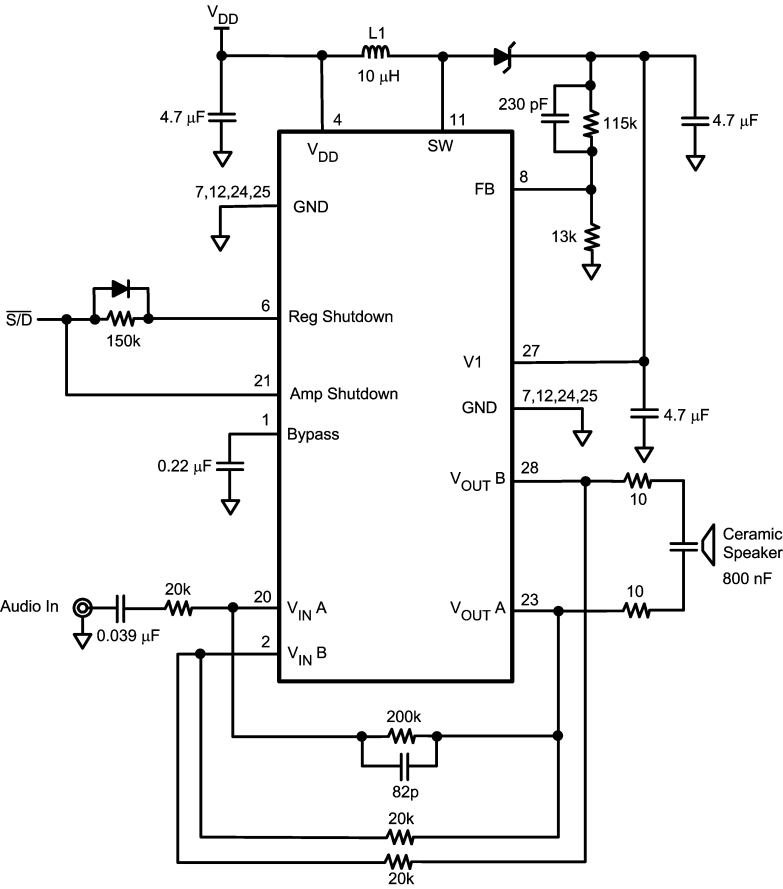 VDD
L1
10 μH
4.7 μF
4
11
230 pF
115k
4.7 μF
VDD
SW
8
FB
7,12,24,25
GND
13k
S/D
6
Reg Shutdown
150k
27
V1
21
Amp Shutdown
7,12,24,25
GND
4.7 μF
1
Bypass
0.22 μF
28
VOUT B
10
Ceramic
Speaker
800 nF
Audio In
0.039 μF
20k
20
VIN A
23
VOUT A
10
2
VIN B
200k
82p
20k
20k